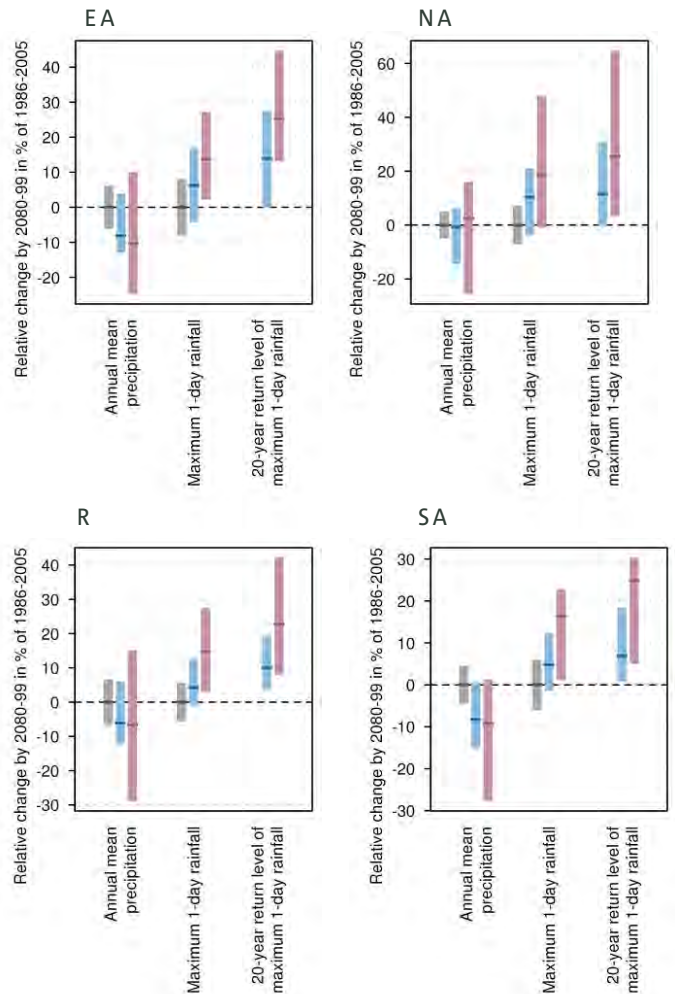 EA
Relative change by 2080-99 in % of 1986-2005
40
30
20
10
0
-10
-20
Annual mean
precipitation
Maximum 1-day rainfall
20-year return level of
maximum 1-day rainfall
NA
Relative change by 2080-99 in % of 1986-2005
60
40
20
0
-20
Annual mean
precipitation
Maximum 1-day rainfall
20-year return level of
maximum 1-day rainfall
R
Relative change by 2080-99 in % of 1986-2005
40
30
20
10
0
-10
-20
-30
Annual mean
precipitation
Maximum 1-day rainfall
20-year return level of
maximum 1-day rainfall
SA
Relative change by 2080-99 in % of 1986-2005
30
20
10
0
-10
-20
-30
Annual mean
precipitation
Maximum 1-day rainfall
20-year return level of
maximum 1-day rainfall